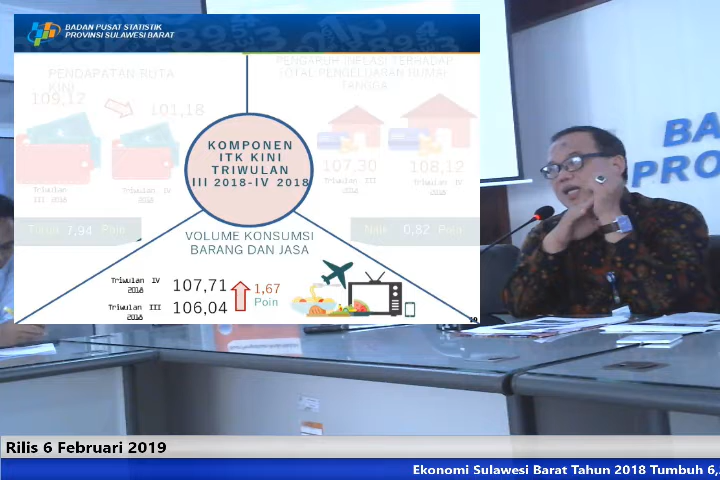 BADAN PUSAT STATISTIK
PROVINSI SULAWESI BARAT
PENDAPATAN RUTA
KINI
109,12
101,18
Triwulan
III 2018
Triwulan IV
2018
Turun 7,94 Poin
PENGARUH INFLASI TERHADAP
TOTAL PENGELUARAN RUMAH
TANGGA
107,30
108,12
Triwulan III
2018
Triwulan IV
2018
Naik 0,82 Poin
KOMPONEN
ITK KINI
TRIWULAN
III 2018-IV 2018
VOLUME KONSUMSI
BARANG DAN JASA
Triwulan IV
2018
107,71
1,67
Poin
Triwulan III
2018
106,04
19
BA
PRO
Rilis 6 Februari 2019
Ekonomi Sulawesi Barat Tahun 2018 Tumbuh 6,